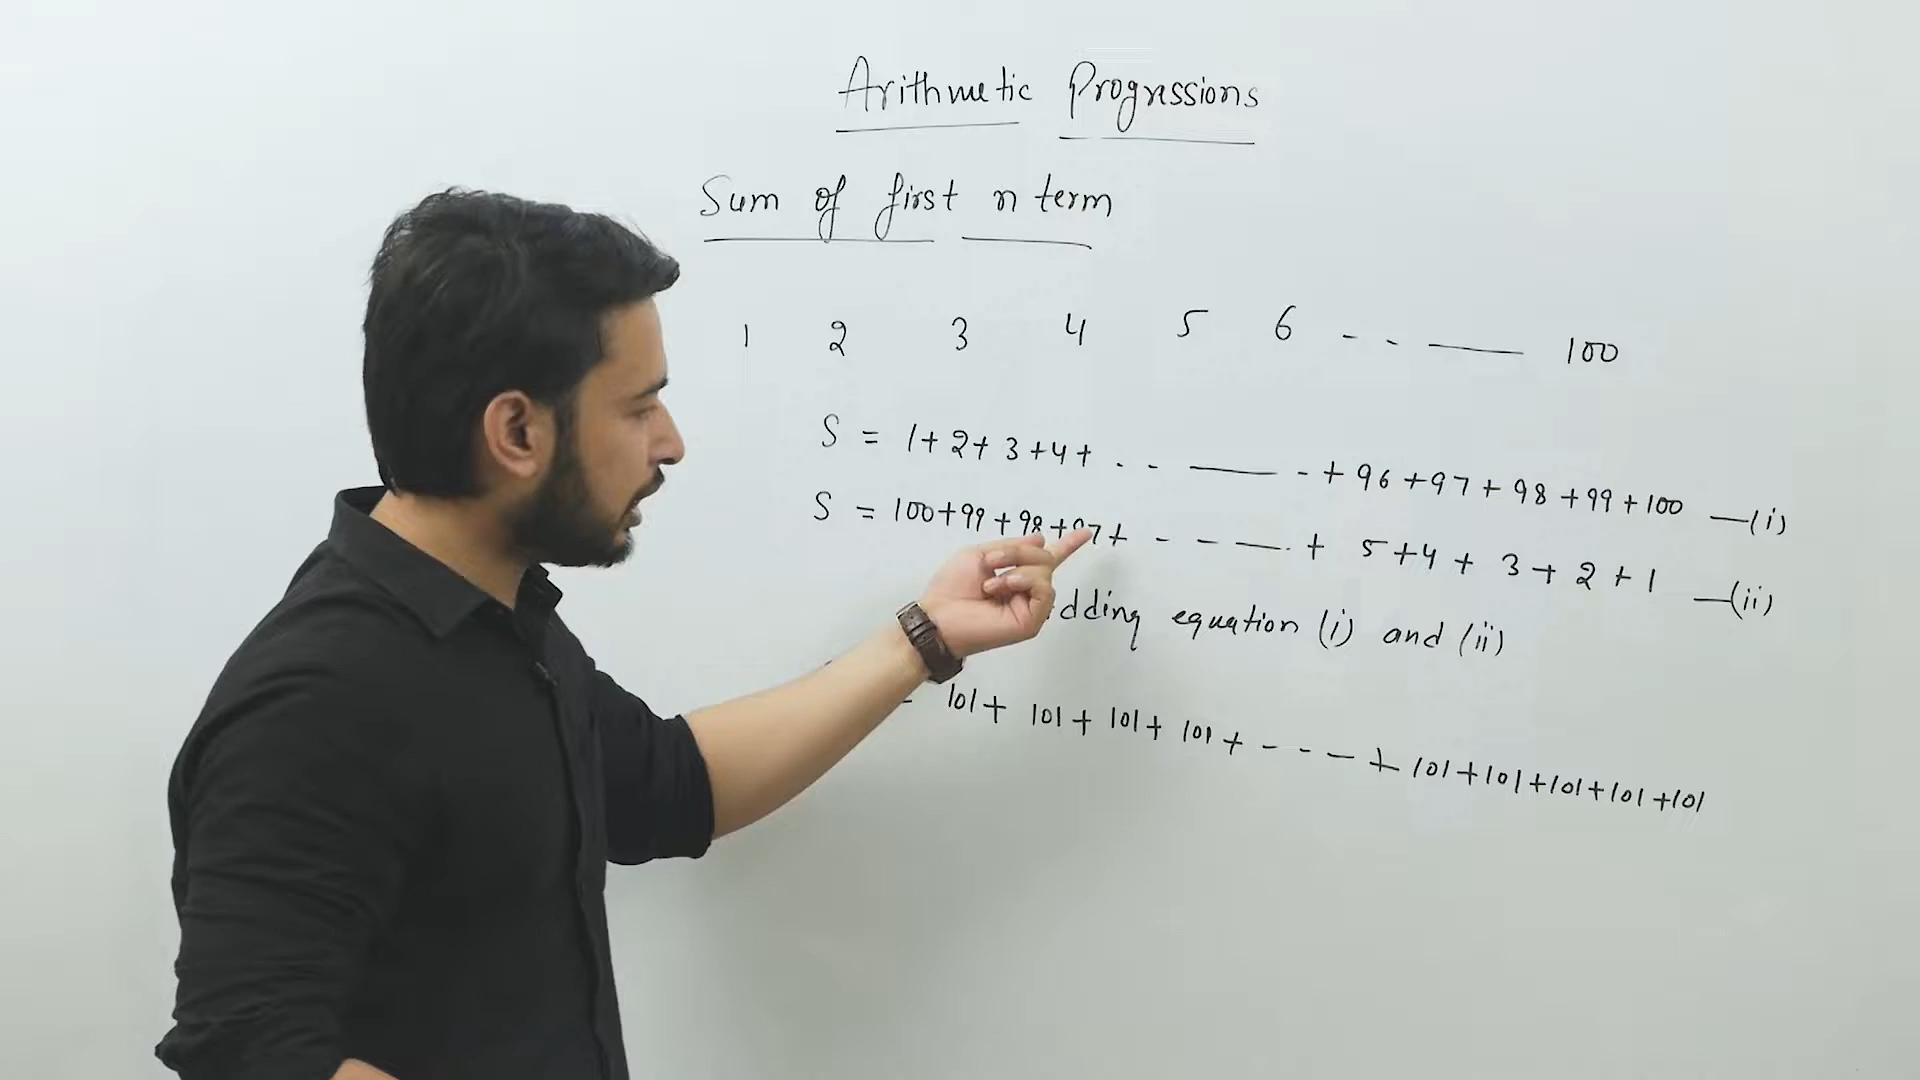 Arithmetic Progressions
Sum of first n term
1 2 3 4 5 6 - - — 100
S = 1+2+3+4+ . - — - +96+97+98+99+100 —(i)
S = 100+99+98+97+ - - — . + 5+4+3+2+1 —(ii)
equation (i) and (ii)
101+ 101+ 101+ 101+ - - — + 101+101+101+101+101